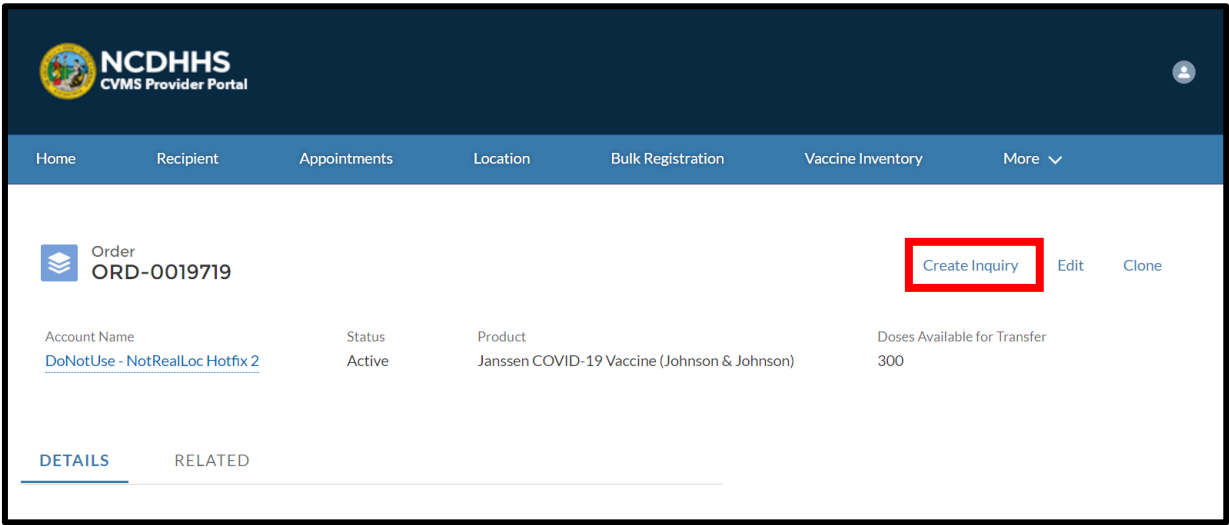 NCDHHS
CVMS Provider Portal
Home Recipient Appointments Location Bulk Registration Vaccine Inventory More
Order
ORD-0019719
Create Inquiry Edit Clone
Account Name Status Product Doses Available for Transfer
DoNotUse - NotRealLoc Hotfix 2 Active Janssen COVID-19 Vaccine (Johnson & Johnson) 300
DETAILS RELATED